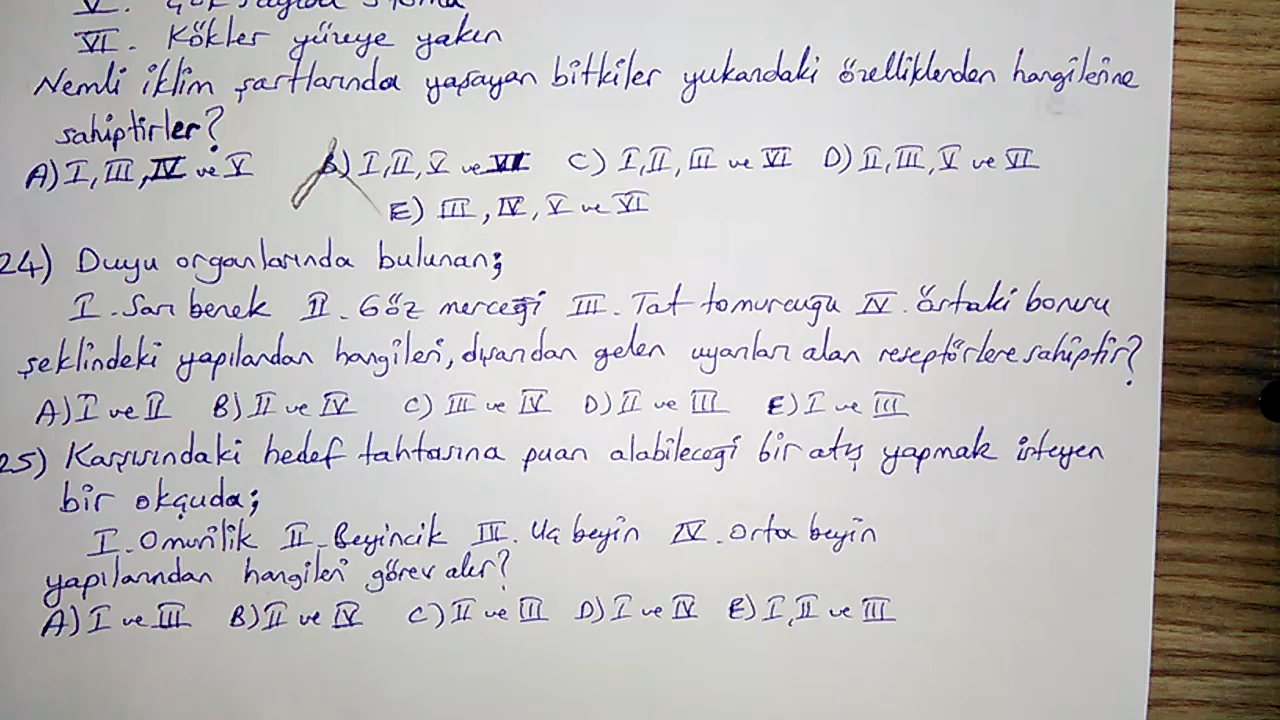 V. Çok sayıda stoma
VI. Kökler yüzeye yakın
Nemli iklim şartlarında yaşayan bitkiler yukarıdaki özelliklerden hangilerine
sahiptirler?
A) I, III, IV ve V B) I, II, V ve VI C) I, II, III ve VI D) II, III, V ve VI
E) III, IV, V ve VI
24) Duyu organlarında bulunan;
I. Sarı benek II. Göz merceği III. Tat tomurcuğu IV. östaki borusu
şeklindeki yapılardan hangileri, dışarıdan gelen uyarıları alan reseptörlere sahiptir?
A) I ve II B) II ve IV C) III ve IV D) II ve III E) I ve III
25) Karşısındaki hedef tahtasına puan alabileceği bir atış yapmak isteyen
bir okçuda;
I. Omurilik II. Beyincik III. Uç beyin IV. Orta beyin
yapılarından hangileri görev alır?
A) I ve III B) II ve IV C) II ve III D) I ve IV E) I, II ve III